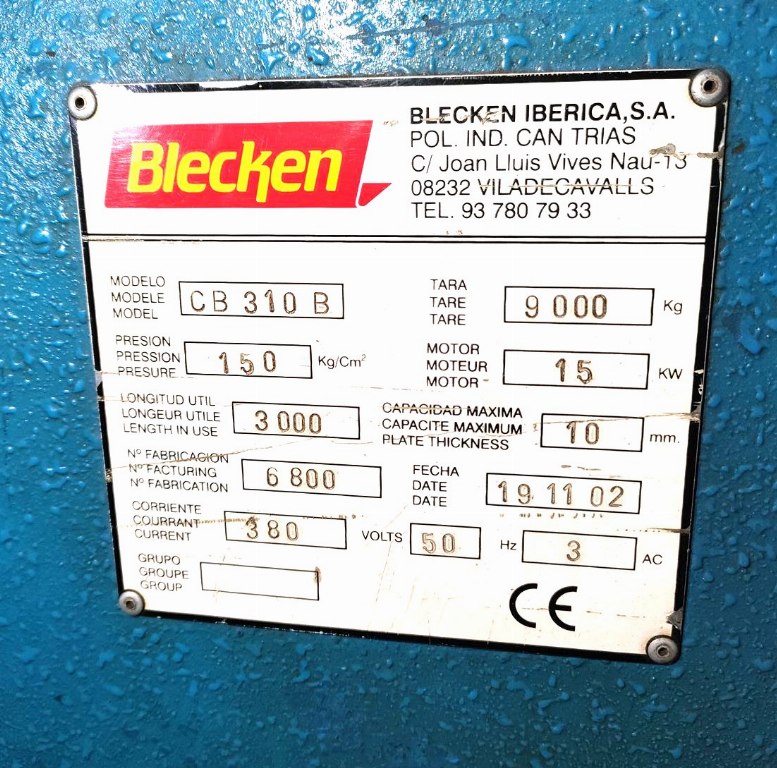 Blecken
BLECKEN IBERICA,S.A.
POL. IND. CAN TRIAS
C/ Joan Lluis Vives Nau-13
08232 VILADECAVALLS
TEL. 93 780 79 33
MODELO
MODELE
MODEL
CB 310 B
TARA
TARE
TARE
9 000 Kg
PRESION
PRESSION
PRESURE
150 Kg/Cm²
MOTOR
MOTEUR
MOTOR
15 KW
LONGITUD UTIL
LONGEUR UTILE
LENGTH IN USE
3 000
CAPACIDAD MAXIMA
CAPACITE MAXIMUM
PLATE THICKNESS
10 mm.
Nº FABRICACION
Nº FACTURING
Nº FABRICATION
6 800
FECHA
DATE
DATE
19 11 02
CORRIENTE
COURRANT
CURRENT
380 VOLTS 50 Hz 3 AC
GRUPO
GROUPE
GROUP
CE